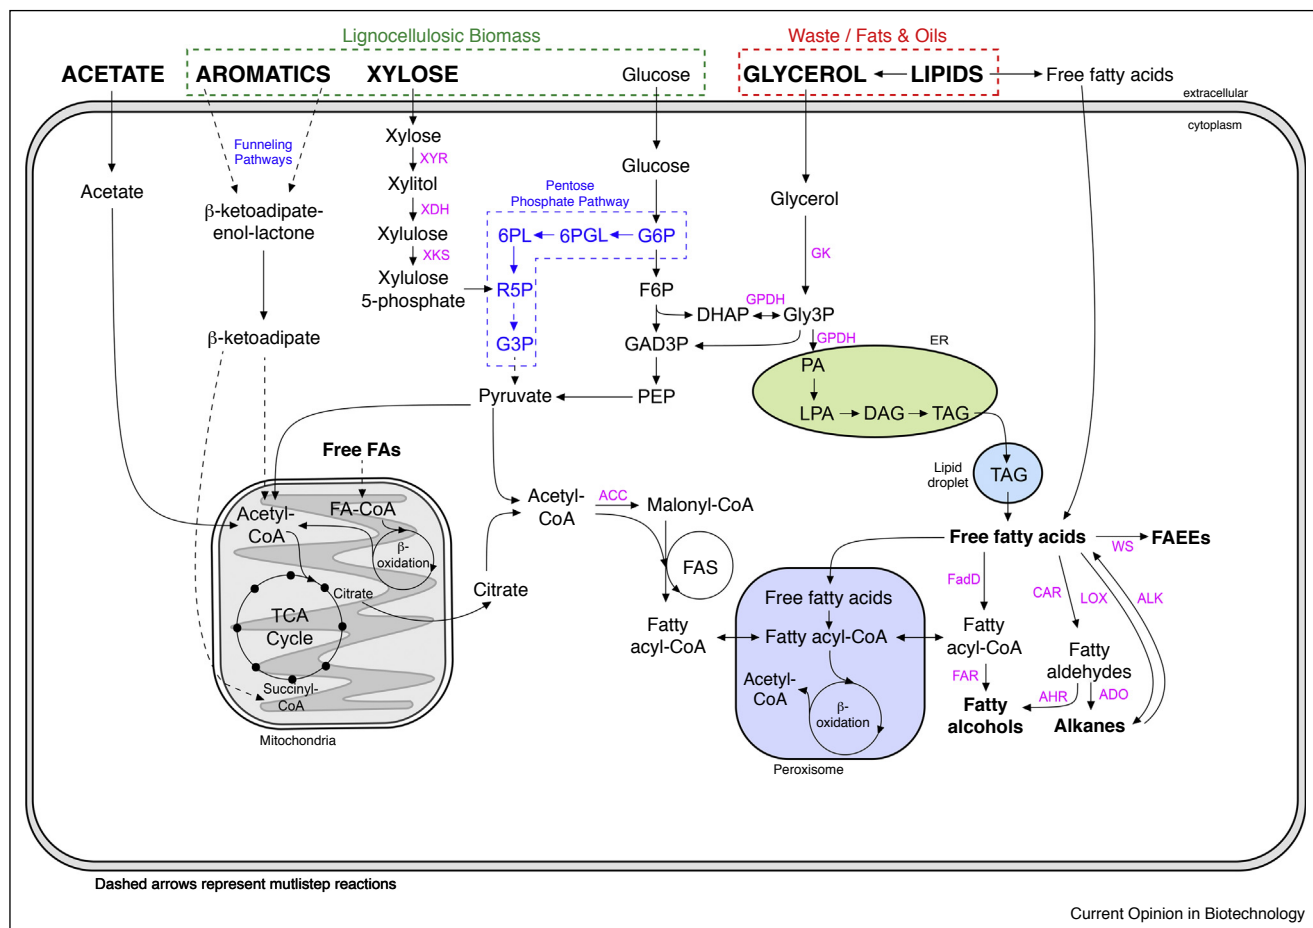 Lignocellulosic Biomass
Waste / Fats & Oils
ACETATE
AROMATICS
XYLOSE
Glucose
GLYCEROL
LIPIDS
Free fatty acids
extracellular
cytoplasm
Funneling
Pathways
Xylose
XYR
Xylitol
XDH
Xylulose
XKS
Xylulose
5-phosphate
Acetate
β-ketoadipate-
enol-lactone
β-ketoadipate
Glucose
Pentose
Phosphate Pathway
6PL
6PGL
G6P
R5P
G3P
F6P
DHAP
GPDH
Gly3P
GAD3P
PEP
Pyruvate
Glycerol
GK
GPDH
ER
PA
LPA
DAG
TAG
Lipid
droplet
TAG
Free FAs
FA-CoA
Acetyl-
CoA
β-
oxidation
Citrate
TCA
Cycle
Succinyl-
CoA
Mitochondria
Citrate
Acetyl-
CoA
ACC
Malonyl-CoA
FAS
Fatty
acyl-CoA
Free fatty acids
Fatty acyl-CoA
Acetyl-
CoA
β-
oxidation
Peroxisome
Free fatty acids
WS
FAEEs
FadD
CAR
LOX
ALK
Fatty
acyl-CoA
FAR
Fatty
alcohols
Fatty
aldehydes
AHR
ADO
Alkanes
Dashed arrows represent mutlistep reactions
Current Opinion in Biotechnology